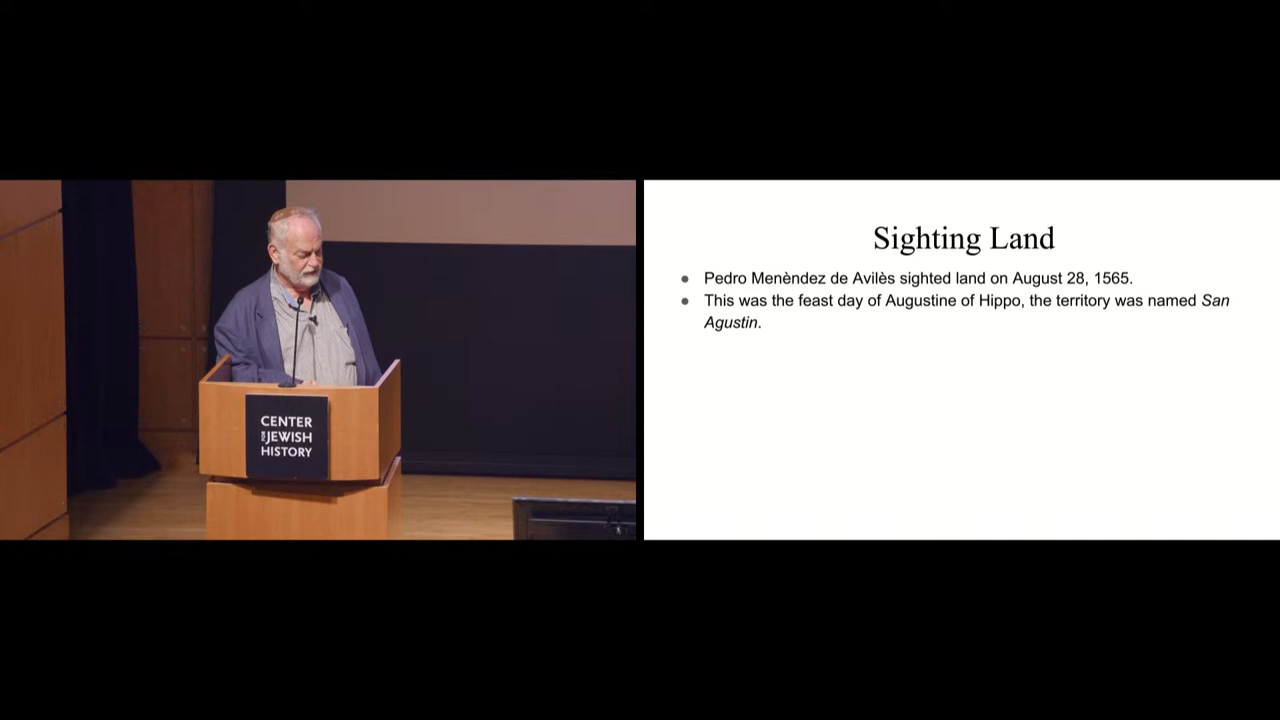 CENTER
FOR JEWISH
HISTORY
Sighting Land
● Pedro Menèndez de Avilès sighted land on August 28, 1565.
● This was the feast day of Augustine of Hippo, the territory was named San
Agustin.